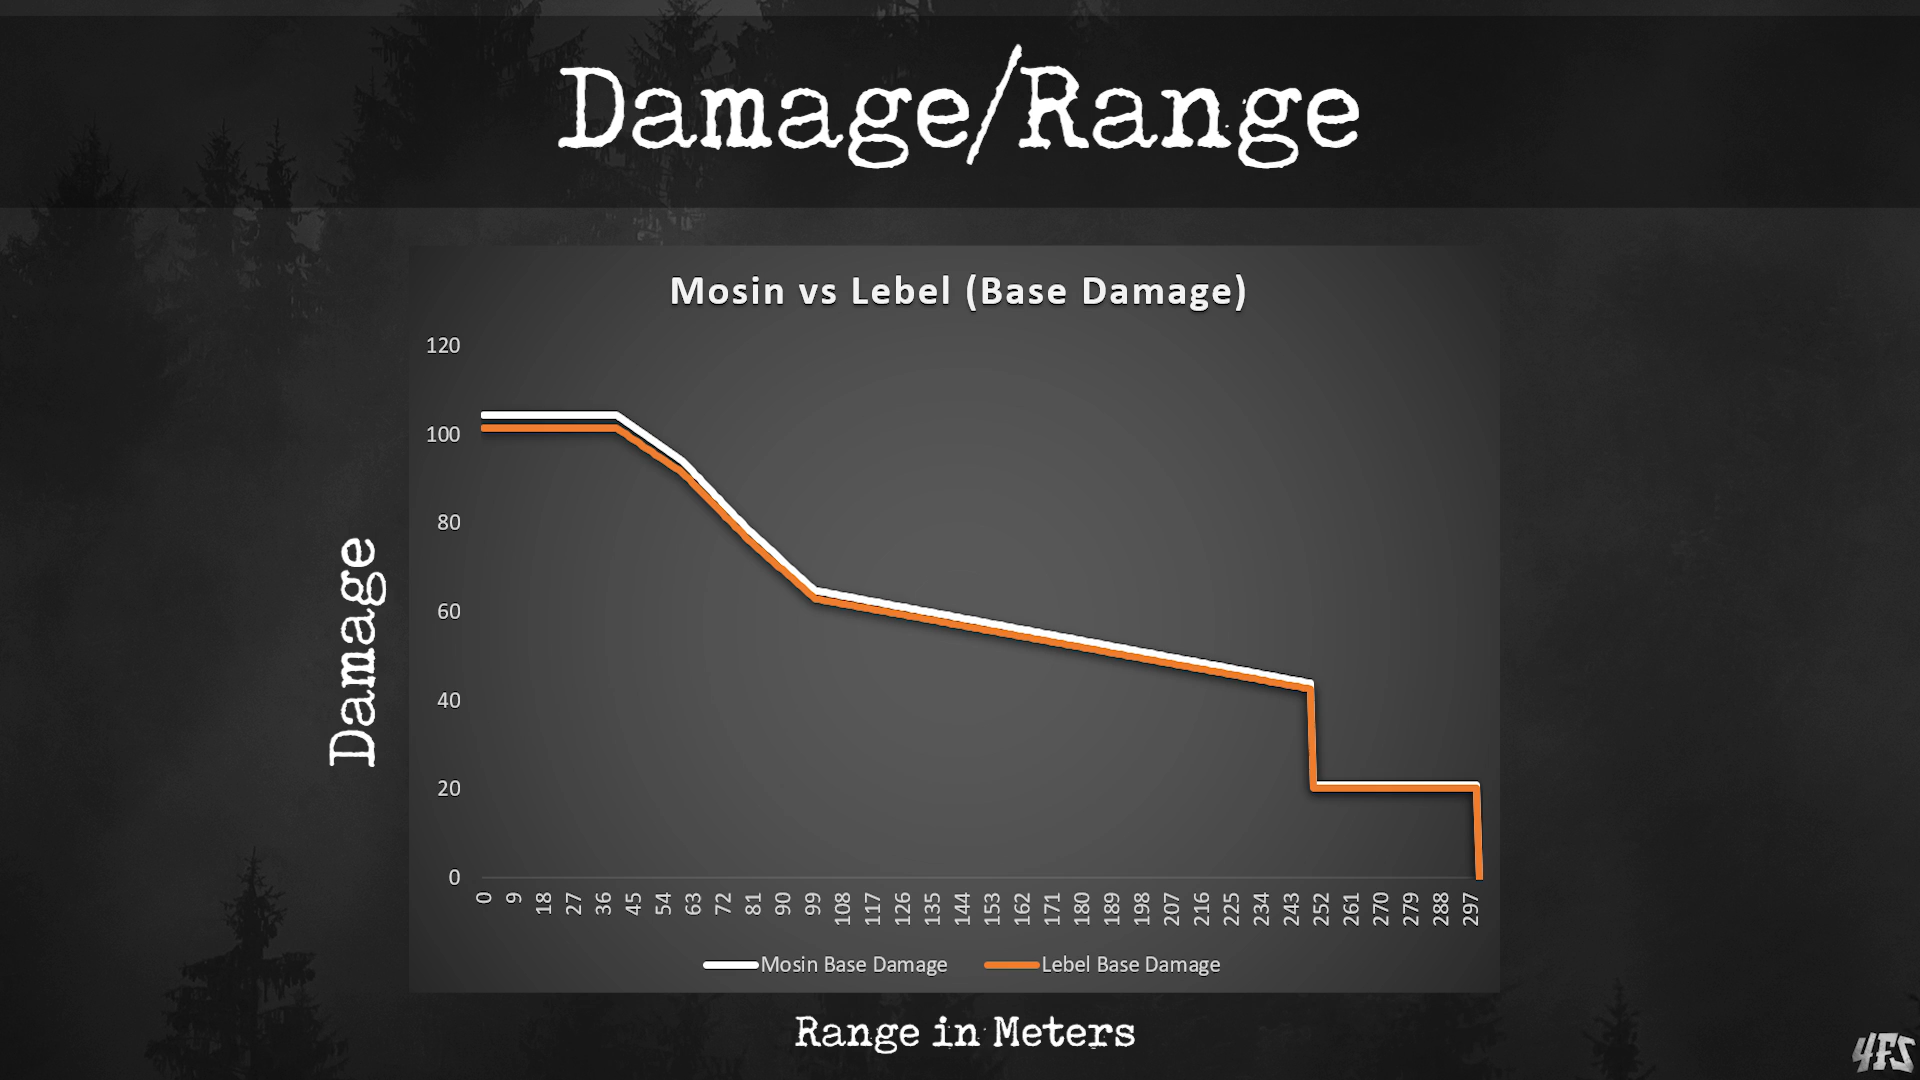 Damage/Range
Mosin vs Lebel (Base Damage)
120
100
80
60
40
20
0
Damage
0 9 18 27 36 45 54 63 72 81 90 99 108 117 126 135 144 153 162 171 180 189 198 207 216 225 234 243 252 261 270 279 288 297
Mosin Base Damage Lebel Base Damage
Range in Meters
4FS